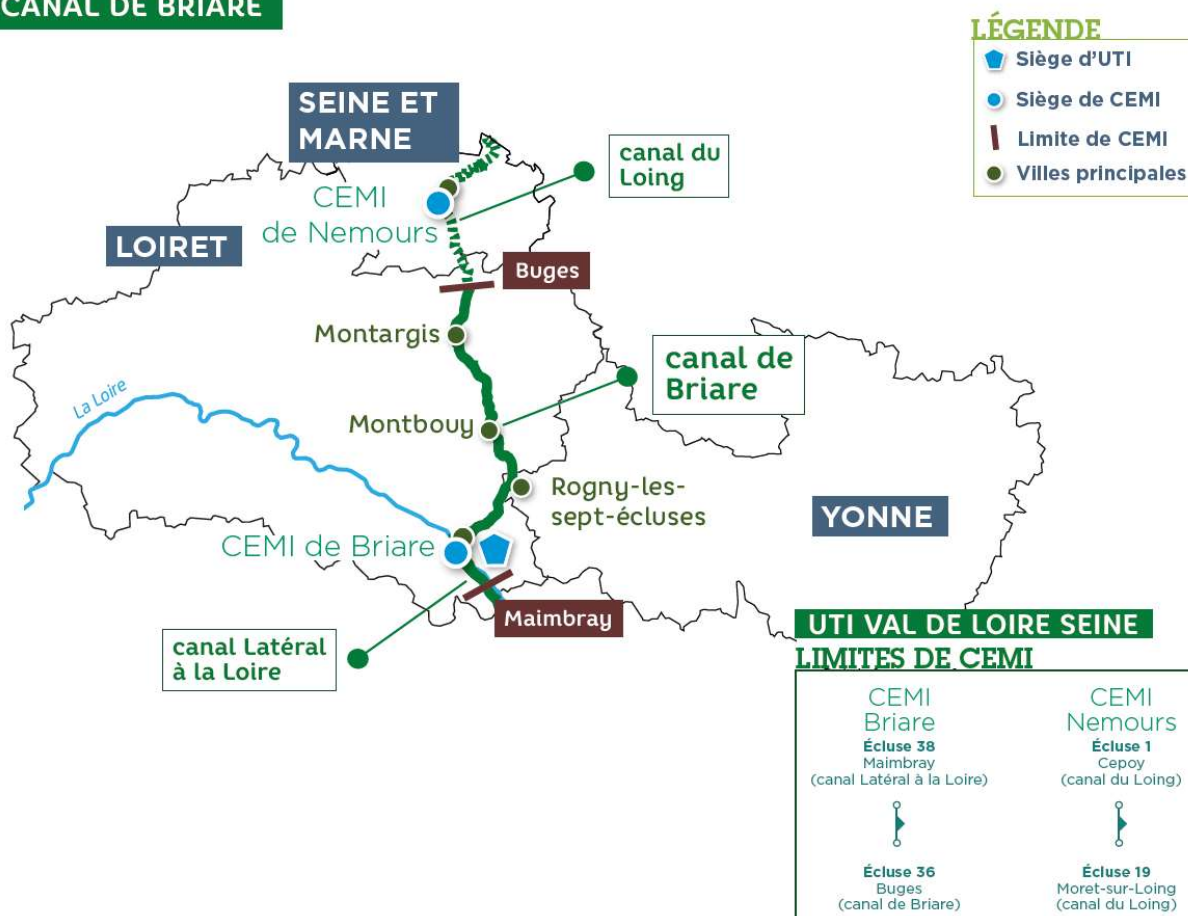 CANAL DE BRIARE
LÉGENDE
Siège d'UTI
Siège de CEMI
Limite de CEMI
Villes principales
SEINE ET
MARNE
canal du
Loing
CEMI
de Nemours
LOIRET
Buges
Montargis
canal de
Briare
La Loire
Montbouy
Rogny-les-
sept-écluses
YONNE
CEMI de Briare
Maimbray
canal Latéral
à la Loire
UTI VAL DE LOIRE SEINE
LIMITES DE CEMI
CEMI
Briare
Écluse 38
Maimbray
(canal Latéral à la Loire)
Écluse 36
Buges
(canal de Briare)
CEMI
Nemours
Écluse 1
Cepoy
(canal du Loing)
Écluse 19
Moret-sur-Loing
(canal du Loing)